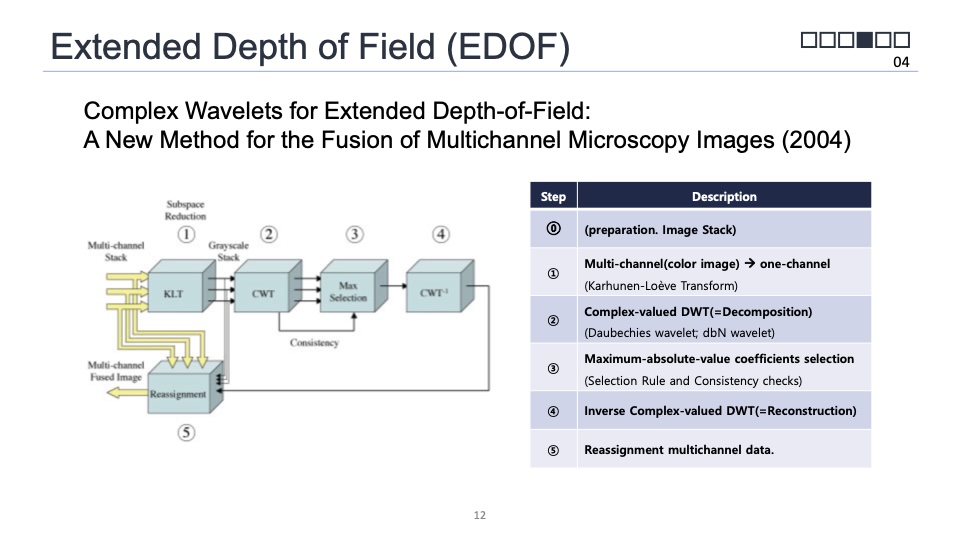 Extended Depth of Field (EDOF)
04
Complex Wavelets for Extended Depth-of-Field:
A New Method for the Fusion of Multichannel Microscopy Images (2004)
Subspace
Reduction
① ② ③ ④
Multi-channel
Stack
Grayscale
Stack
KLT
CWT
Max
Selection
CWT⁻¹
Consistency
Multi-channel
Fused Image
Reassignment
⑤
Step Description
⓪ (preparation. Image Stack)
① Multi-channel(color image) → one-channel
(Karhunen-Loève Transform)
② Complex-valued DWT(=Decomposition)
(Daubechies wavelet; dbN wavelet)
③ Maximum-absolute-value coefficients selection
(Selection Rule and Consistency checks)
④ Inverse Complex-valued DWT(=Reconstruction)
⑤ Reassignment multichannel data.
12